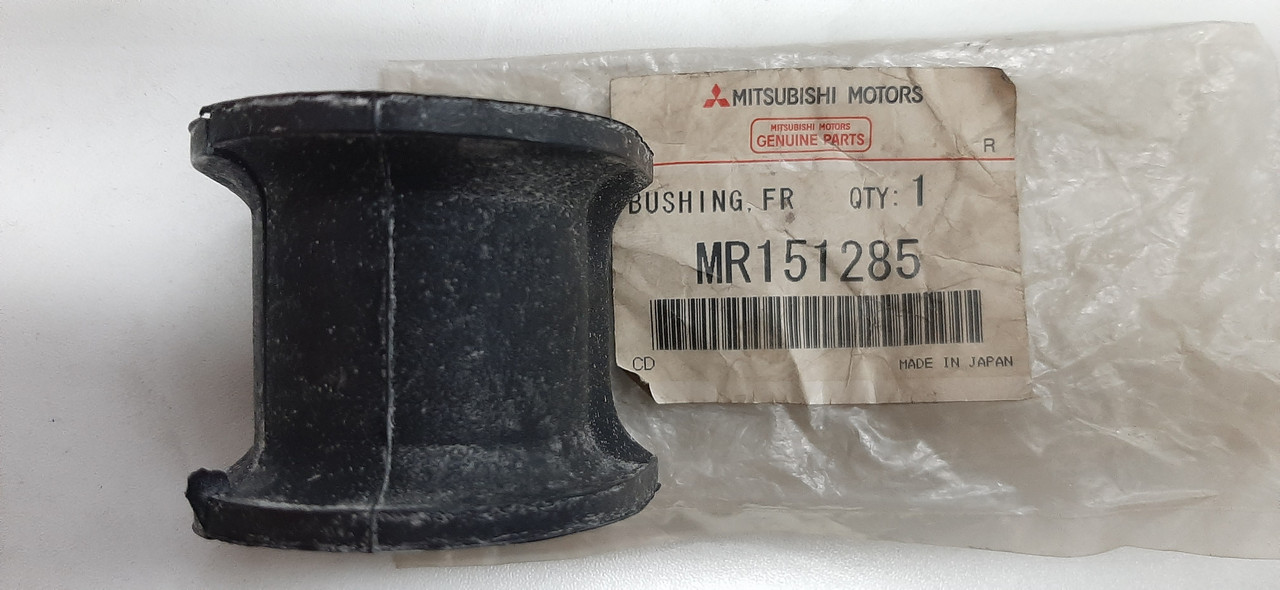 MITSUBISHI MOTORS
MITSUBISHI MOTORS
GENUINE PARTS
R
BUSHING, FR QTY: 1
MR151285
CD MADE IN JAPAN